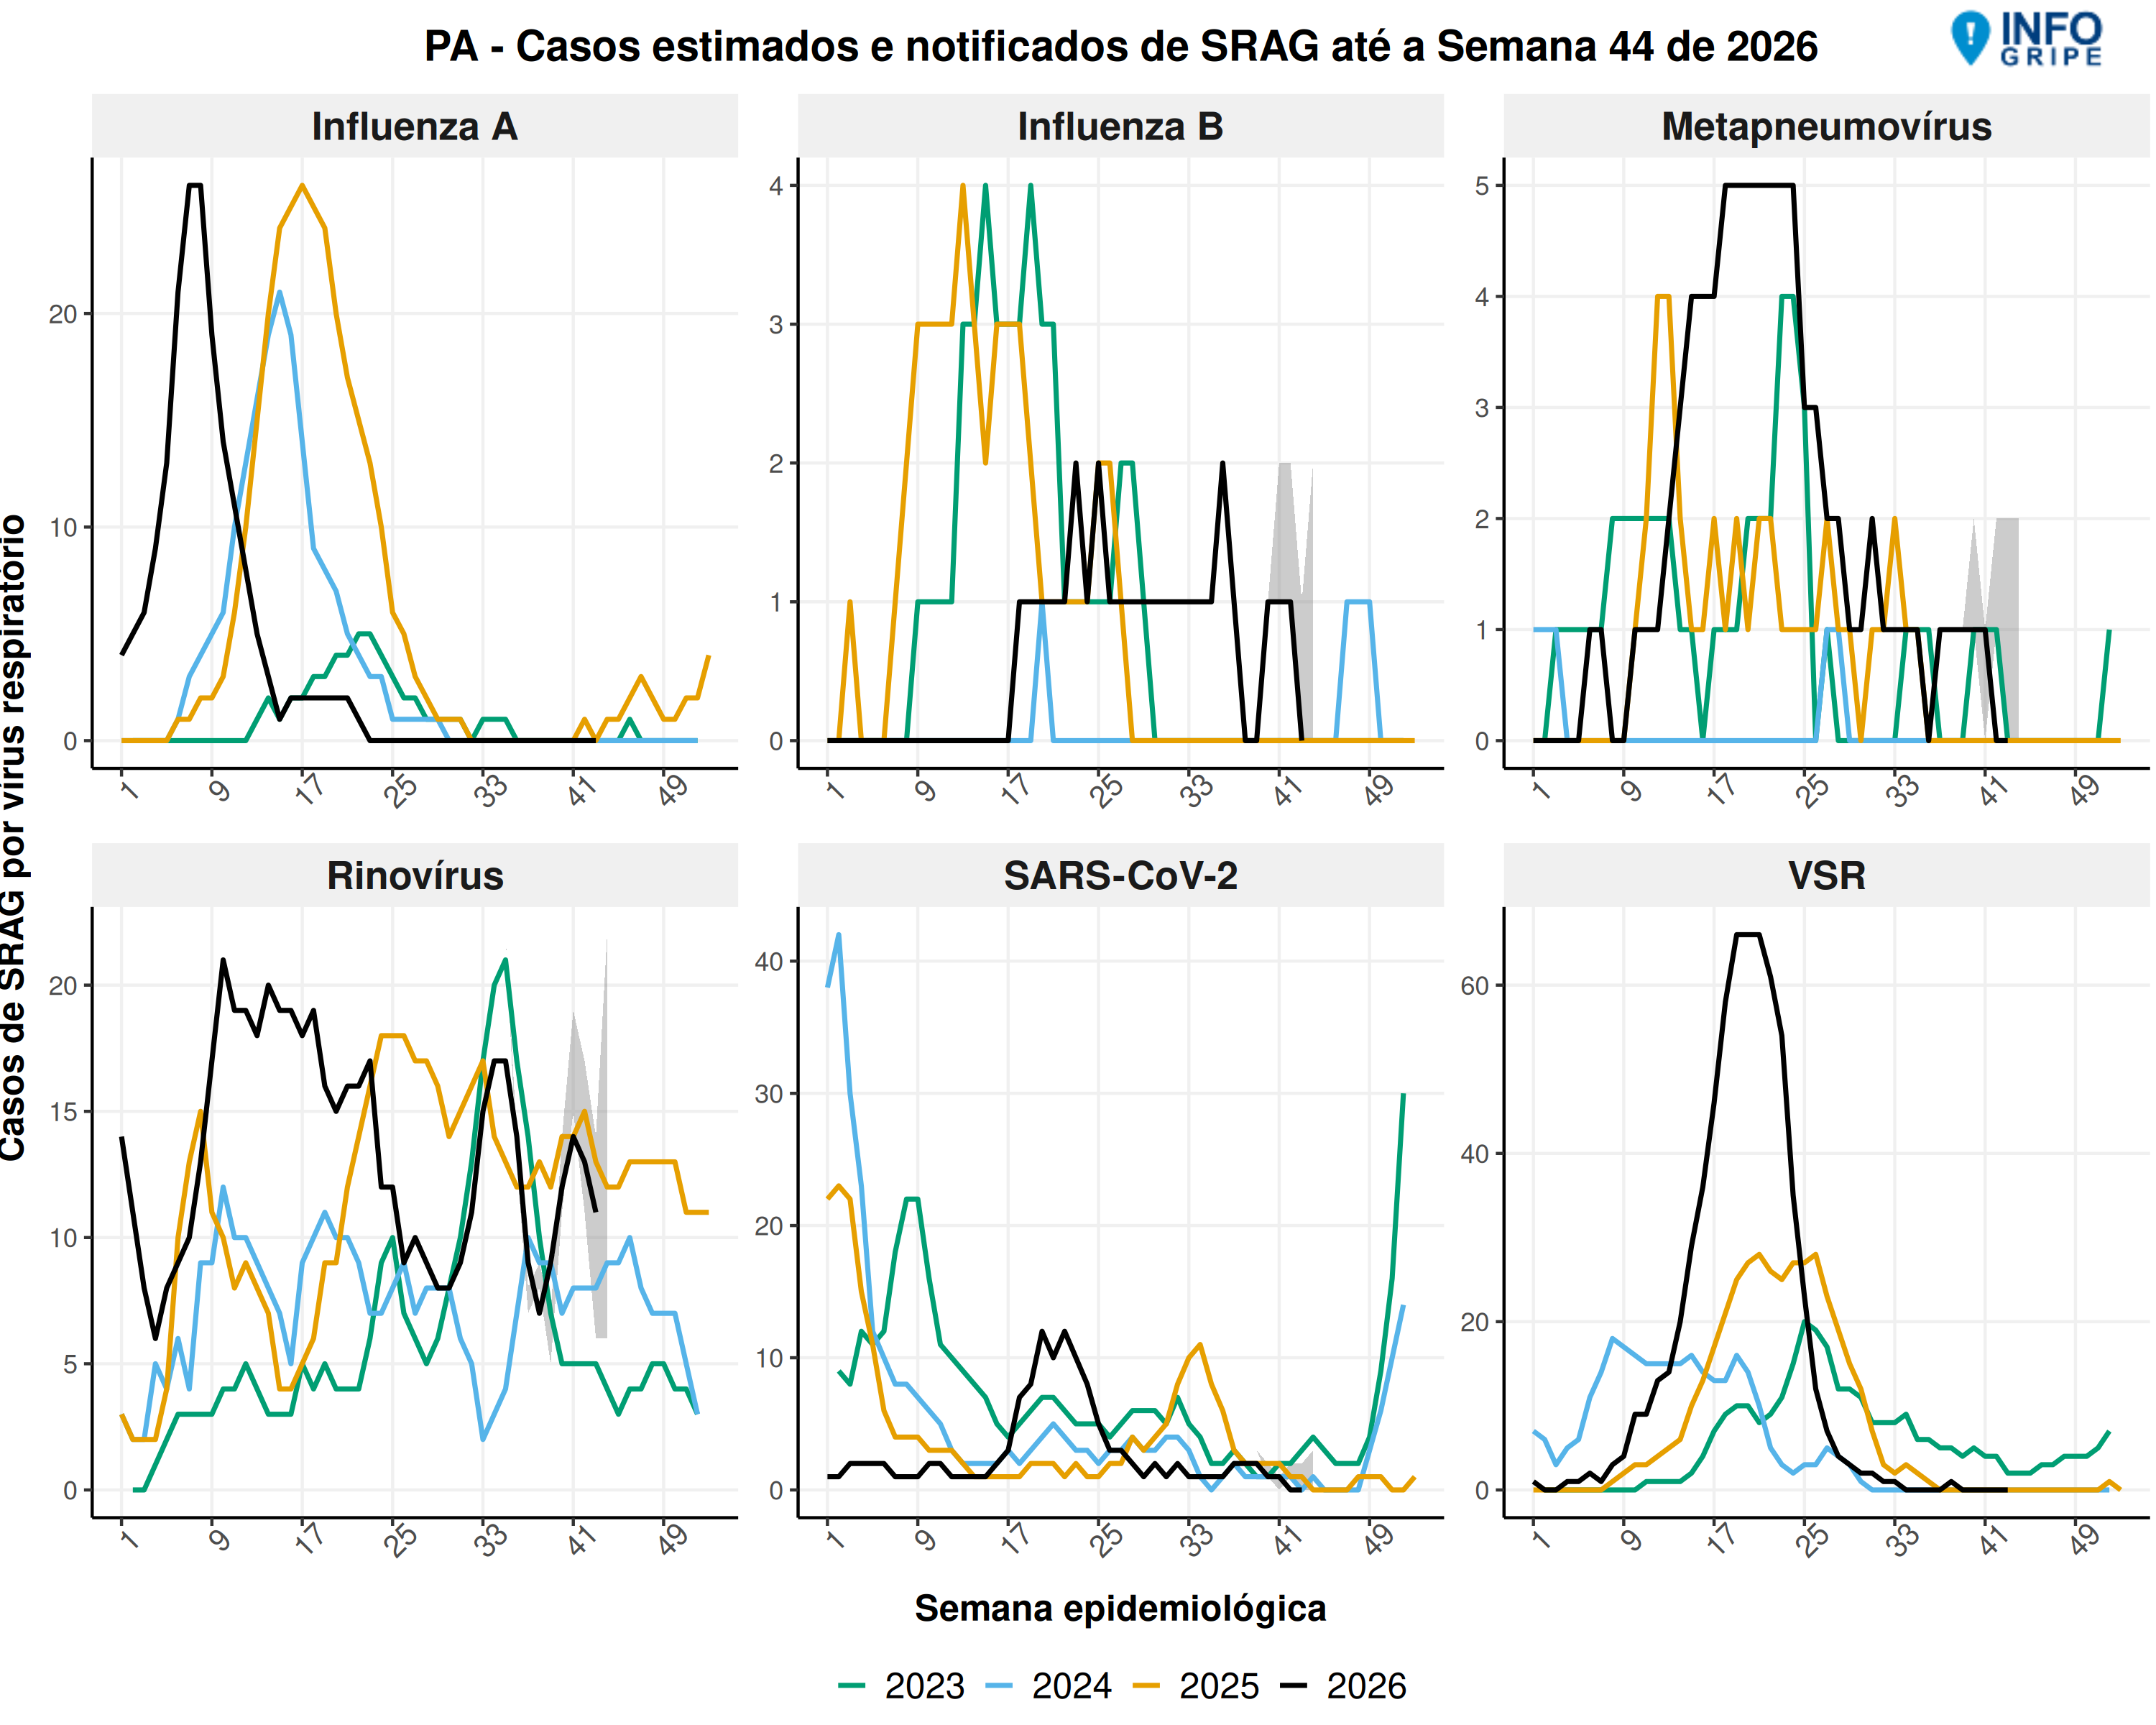 PA - Casos estimados e notificados de SRAG até a Semana 44 de 2026
INFO
GRIPE
Influenza A
Influenza B
Metapneumovírus
20
10
0
4
3
2
1
0
5
4
3
2
1
0
1 9 17 25 33 41 49
1 9 17 25 33 41 49
1 9 17 25 33 41 49
Casos de SRAG por vírus respiratório
Rinovírus
SARS-CoV-2
VSR
20
15
10
5
0
40
30
20
10
0
60
40
20
0
1 9 17 25 33 41 49
1 9 17 25 33 41 49
1 9 17 25 33 41 49
Semana epidemiológica
2023 2024 2025 2026